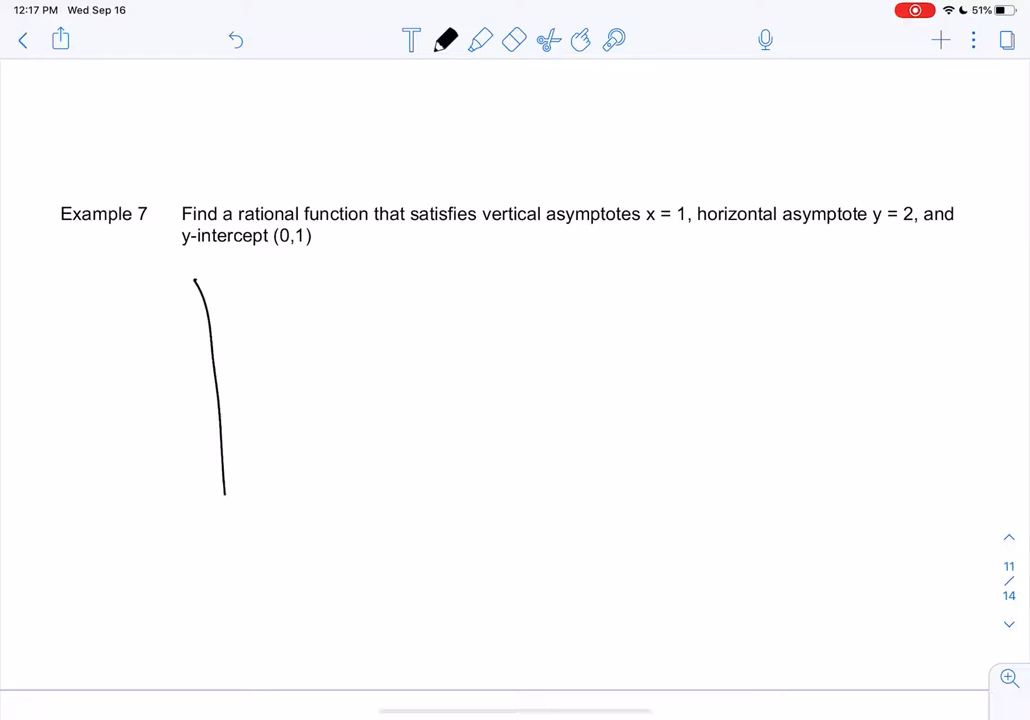 12:17 PM Wed Sep 16
51%
T
Example 7 Find a rational function that satisfies vertical asymptotes x = 1, horizontal asymptote y = 2, and
y-intercept (0,1)
11
/
14